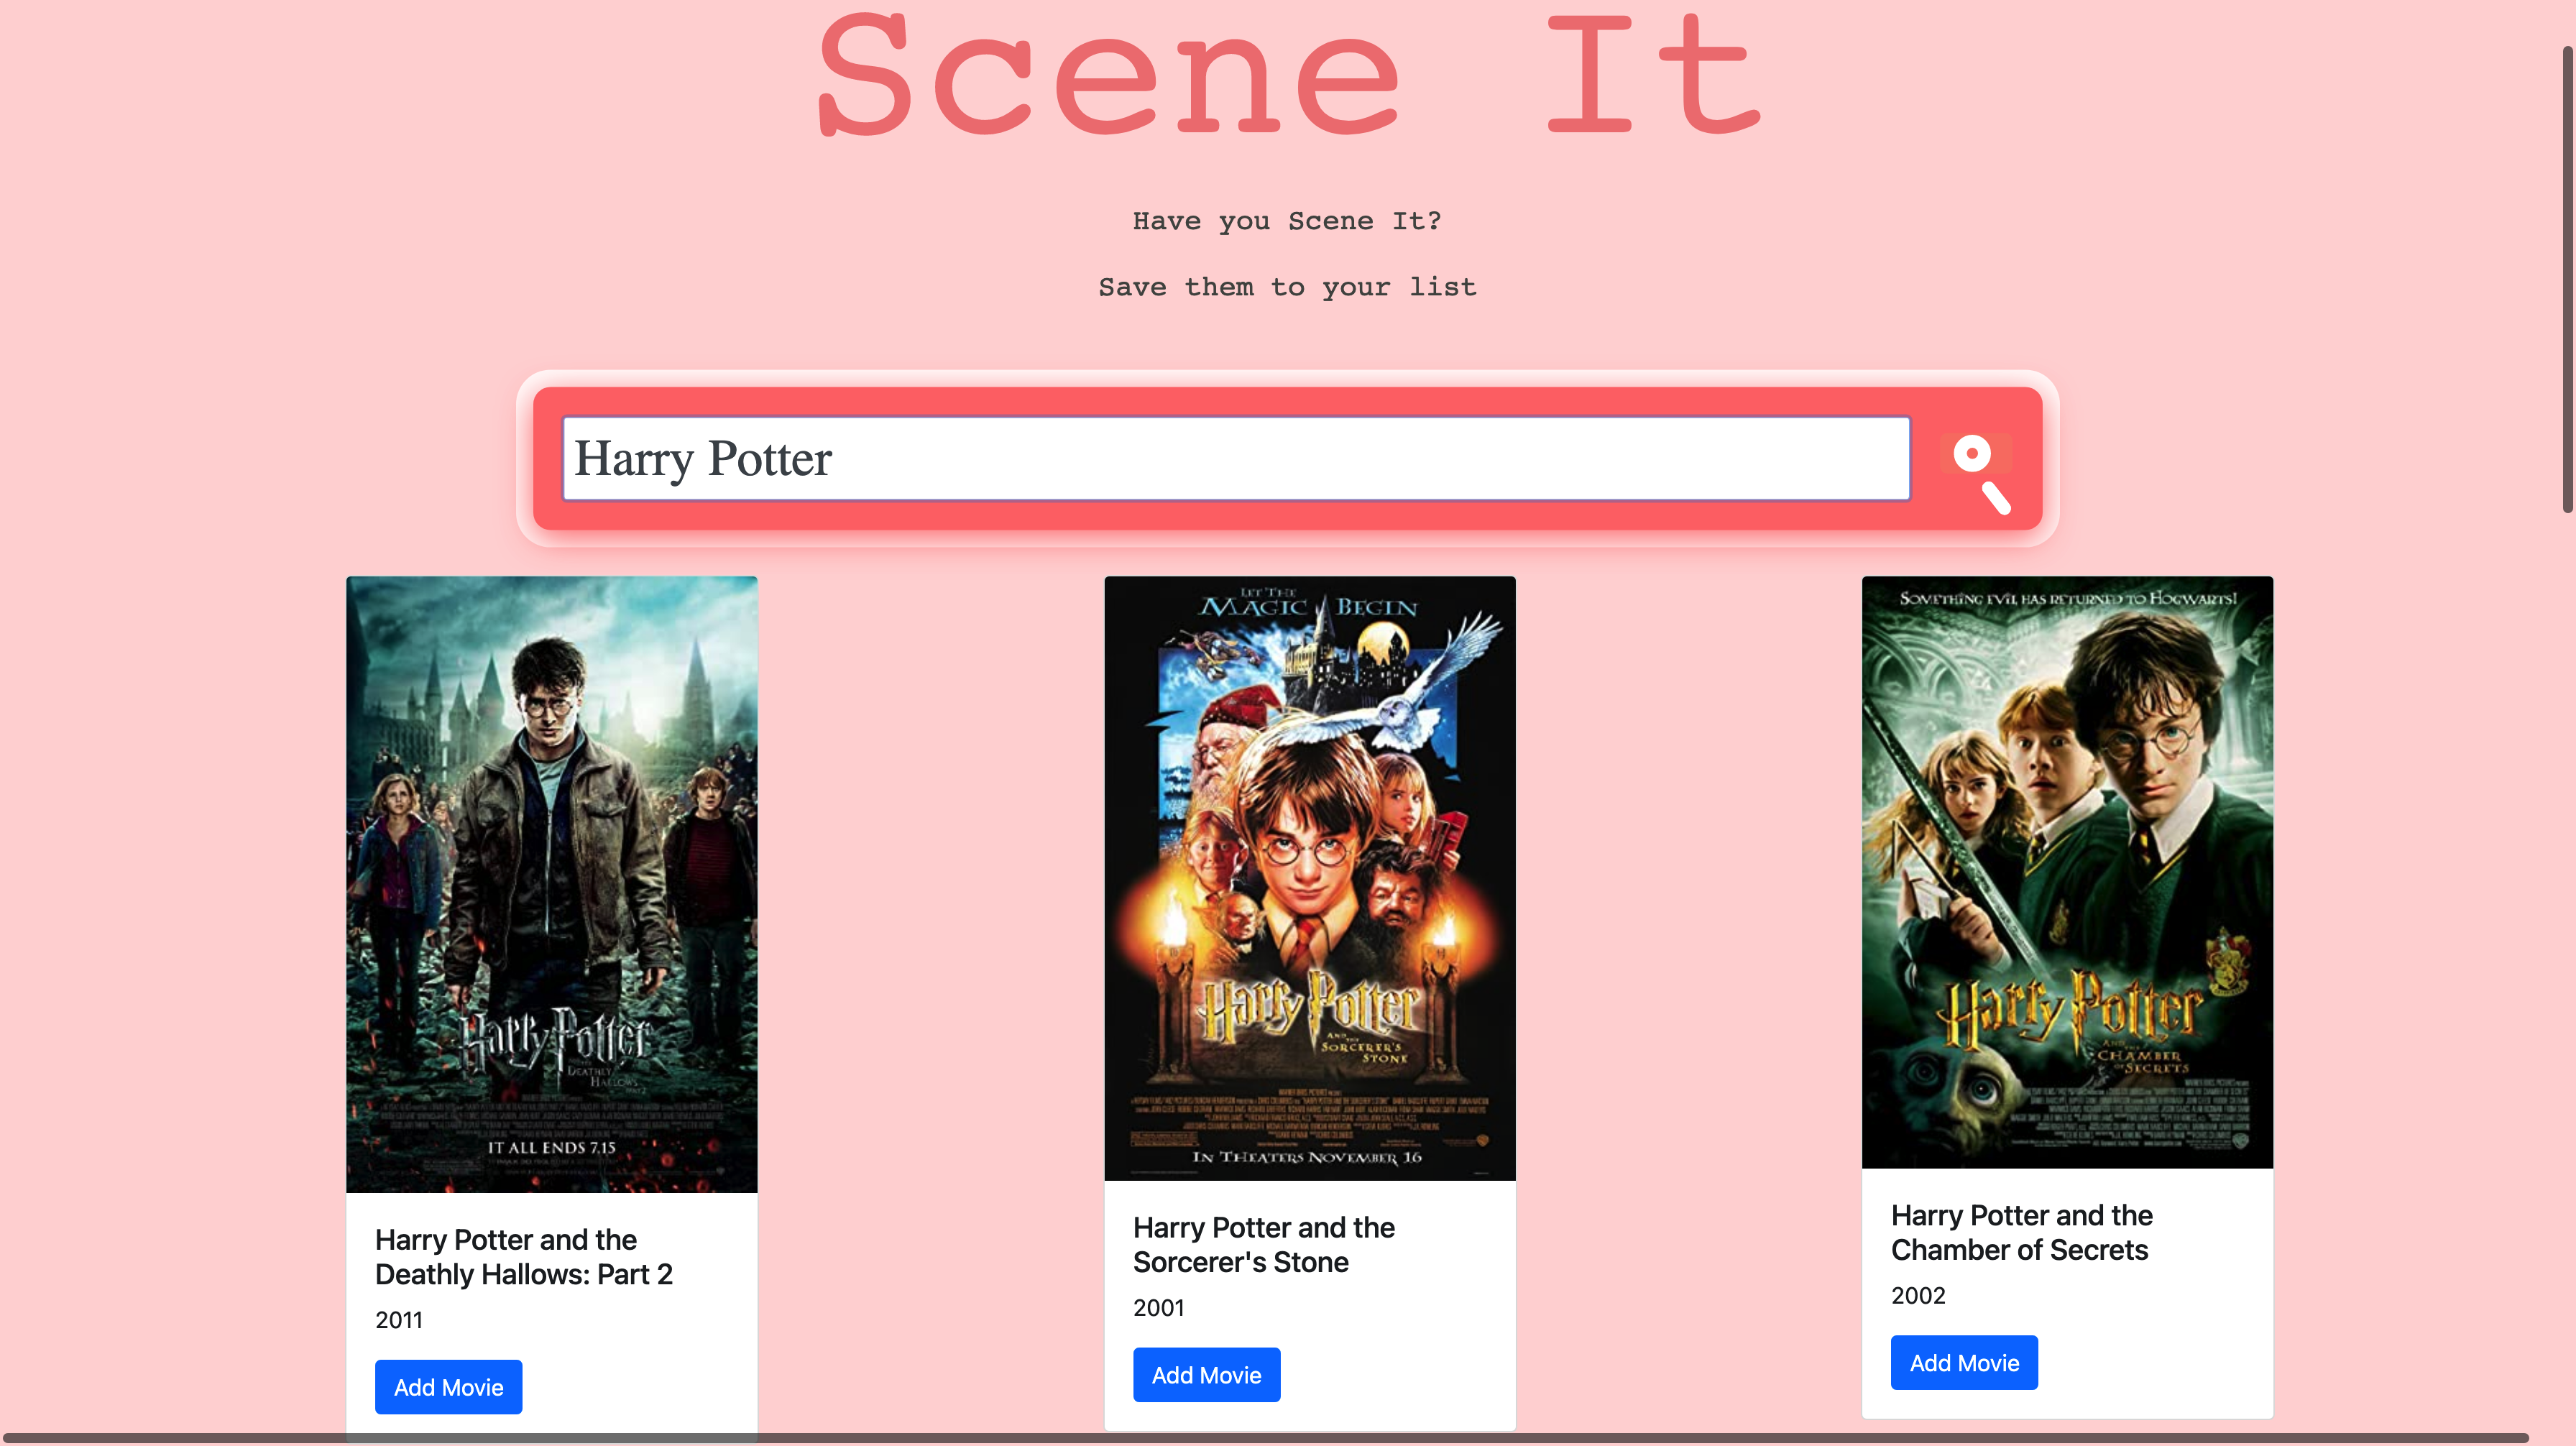 Scene It
Have you Scene It?
Save them to your list
Harry Potter
Harry Potter
DEATHLY
HALLOWS
IT ALL ENDS 7.15
Harry Potter and the
Deathly Hallows: Part 2
2011
Add Movie
LET THE
MAGIC BEGIN
Harry Potter
AND THE
SORCERER'S
STONE
IN THEATERS NOVEMBER 16
Harry Potter and the
Sorcerer's Stone
2001
Add Movie
SOMETHING EVIL HAS RETURNED TO HOGWARTS!
Harry Potter
AND THE
CHAMBER
OF SECRETS
Harry Potter and the
Chamber of Secrets
2002
Add Movie